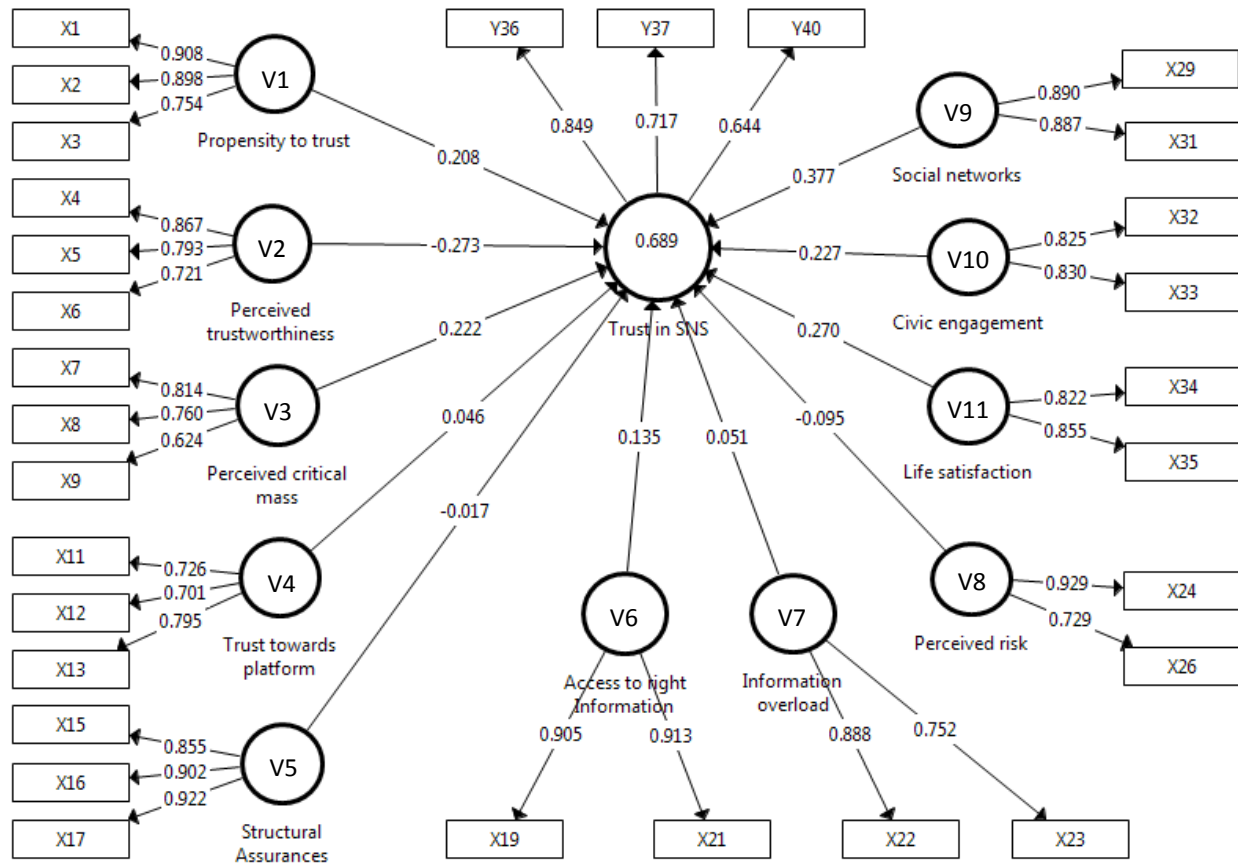 X1
0.908
X2
0.898
X3
0.754
V1
Propensity to trust
0.208
X4
0.867
X5
0.793
X6
0.721
V2
Perceived
trustworthiness
-0.273
X7
0.814
X8
0.760
X9
0.624
V3
Perceived critical
mass
0.222
X11
0.726
X12
0.701
X13
0.795
V4
Trust towards
platform
0.046
X15
0.855
X16
0.902
X17
0.922
V5
Structural
Assurances
-0.017
Y36
Y37
Y40
0.849
0.717
0.644
0.689
Trust in SNS
0.135
0.051
V6
V7
Access to right
Information
Information
overload
0.905
0.913
0.888
0.752
X19
X21
X22
X23
V9
Social networks
0.890
X29
0.887
X31
0.377
V10
Civic engagement
0.825
X32
0.830
X33
0.227
V11
Life satisfaction
0.822
X34
0.855
X35
0.270
V8
Perceived risk
0.929
X24
0.729
X26
-0.095